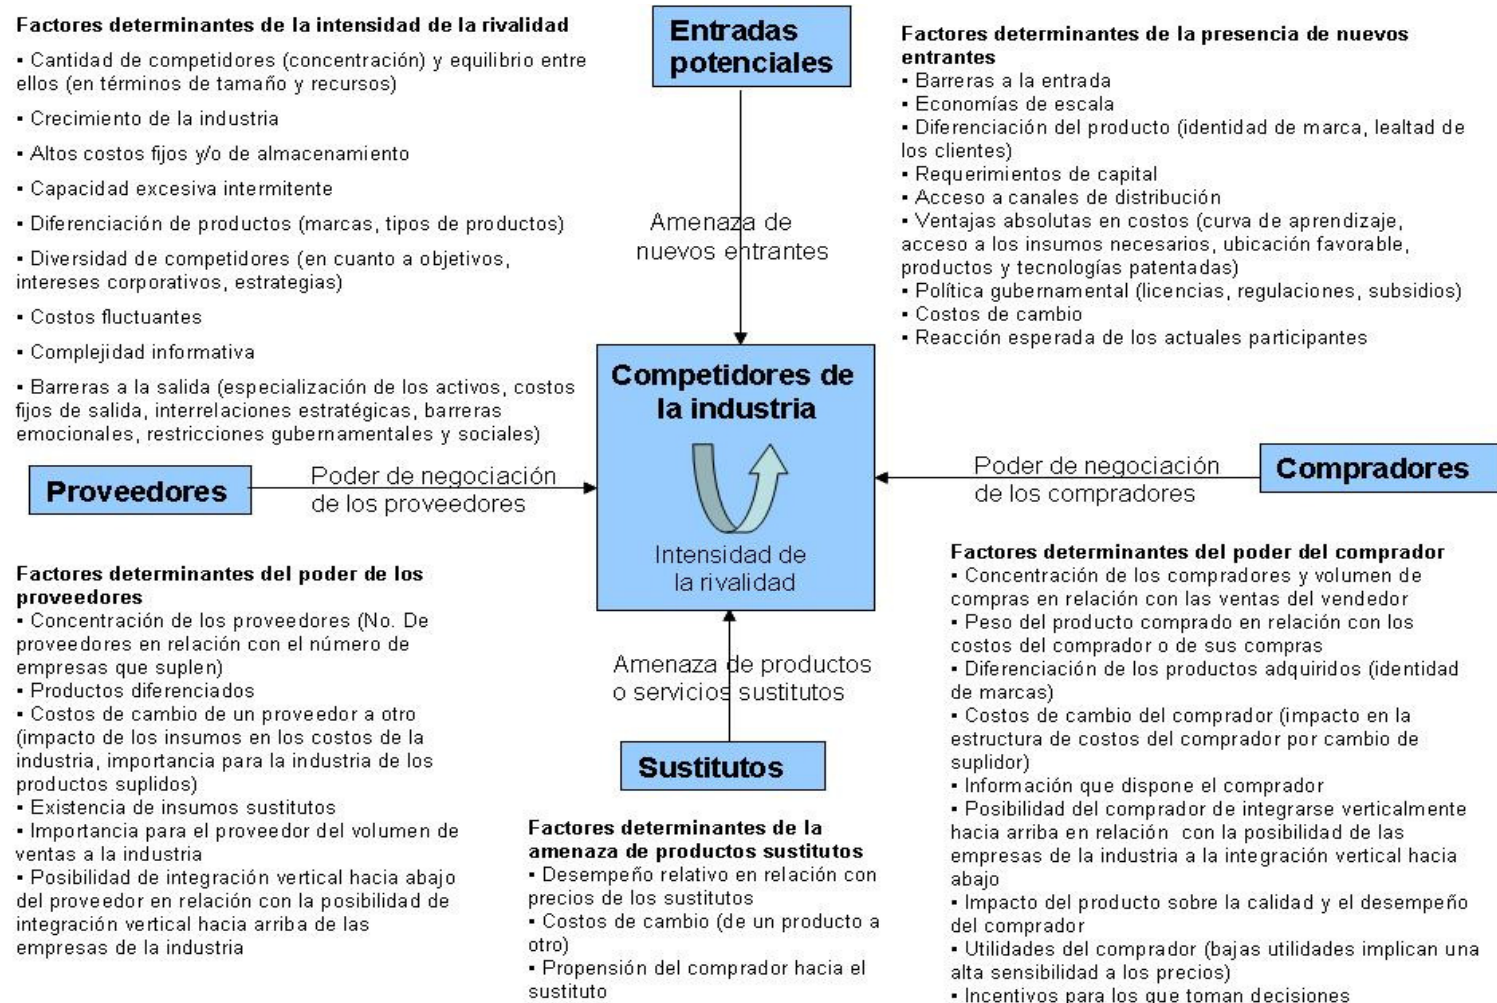 Factores determinantes de la intensidad de la rivalidad
▪ Cantidad de competidores (concentración) y equilibrio entre
ellos (en términos de tamaño y recursos)
▪ Crecimiento de la industria
▪ Altos costos fijos y/o de almacenamiento
▪ Capacidad excesiva intermitente
▪ Diferenciación de productos (marcas, tipos de productos)
▪ Diversidad de competidores (en cuanto a objetivos,
intereses corporativos, estrategias)
▪ Costos fluctuantes
▪ Complejidad informativa
▪ Barreras a la salida (especialización de los activos, costos
fijos de salida, interrelaciones estratégicas, barreras
emocionales, restricciones gubernamentales y sociales)
Entradas
potenciales
Amenaza de
nuevos entrantes
Factores determinantes de la presencia de nuevos
entrantes
▪ Barreras a la entrada
▪ Economías de escala
▪ Diferenciación del producto (identidad de marca, lealtad de
los clientes)
▪ Requerimientos de capital
▪ Acceso a canales de distribución
▪ Ventajas absolutas en costos (curva de aprendizaje,
acceso a los insumos necesarios, ubicación favorable,
productos y tecnologías patentadas)
▪ Política gubernamental (licencias, regulaciones, subsidios)
▪ Costos de cambio
▪ Reacción esperada de los actuales participantes
Proveedores
Poder de negociación
de los proveedores
Competidores de
la industria
Intensidad de
la rivalidad
Poder de negociación
de los compradores
Compradores
Factores determinantes del poder de los
proveedores
▪ Concentración de los proveedores (No. De
proveedores en relación con el número de
empresas que suplen)
▪ Productos diferenciados
▪ Costos de cambio de un proveedor a otro
(impacto de los insumos en los costos de la
industria, importancia para la industria de los
productos suplidos)
▪ Existencia de insumos sustitutos
▪ Importancia para el proveedor del volumen de
ventas a la industria
▪ Posibilidad de integración vertical hacia abajo
del proveedor en relación con la posibilidad de
integración vertical hacia arriba de las
empresas de la industria
Amenaza de productos
o servicios sustitutos
Sustitutos
Factores determinantes de la
amenaza de productos sustitutos
▪ Desempeño relativo en relación con
precios de los sustitutos
▪ Costos de cambio (de un producto a
otro)
▪ Propensión del comprador hacia el
sustituto
Factores determinantes del poder del comprador
▪ Concentración de los compradores y volumen de
compras en relación con las ventas del vendedor
▪ Peso del producto comprado en relación con los
costos del comprador o de sus compras
▪ Diferenciación de los productos adquiridos (identidad
de marcas)
▪ Costos de cambio del comprador (impacto en la
estructura de costos del comprador por cambio de
suplidor)
▪ Información que dispone el comprador
▪ Posibilidad del comprador de integrarse verticalmente
hacia arriba en relación con la posibilidad de las
empresas de la industria a la integración vertical hacia
abajo
▪ Impacto del producto sobre la calidad y el desempeño
del comprador
▪ Utilidades del comprador (bajas utilidades implican una
alta sensibilidad a los precios)
▪ Incentivos para los que toman decisiones